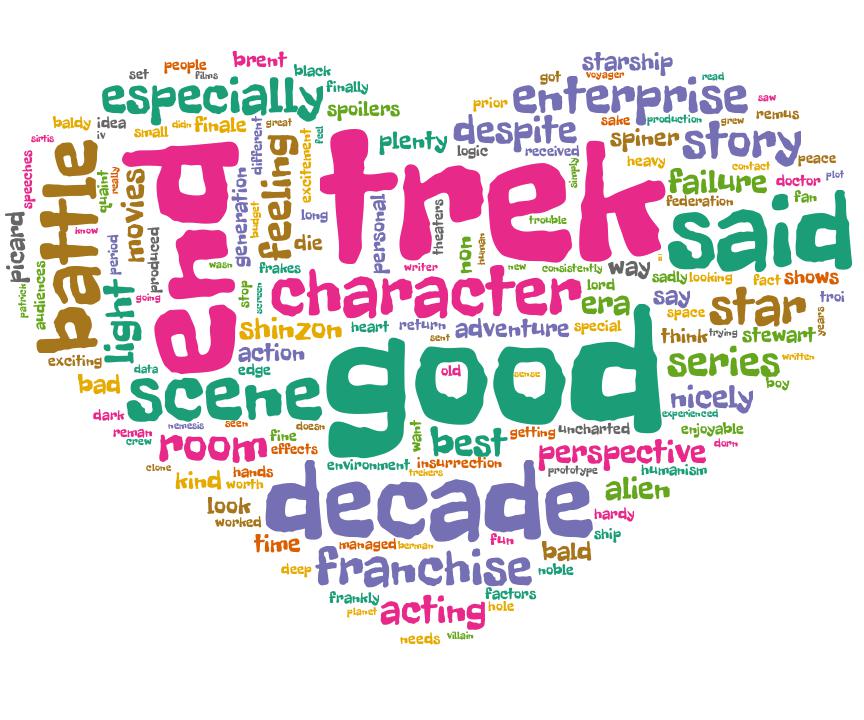 brent
set
people
films
black
starship
got
voyager
read
especially
finally
spoilers
prior
enterprise
saw
baldy
idea
iv
small
didn
finale
great
sake
production
grew
remus
sirtis
despite
plenty
logic
received
spiner
story
speeches
battle
quaint
really
movies
end
different
feeling
excitement
feel
trek
simply
heavy
peace
contact
failure
doctor
plot
federation
fan
picard
know
generation
budget
long
personal
theaters
trouble
said
period
produced
die
non
human
ii
patrick
audiences
going
wasn
frakes
writer
new
consistently
way
sadly
looking
fact
shows
light
stop
screen
character
lord
era
say
space
star
troi
years
shinzon
heart
return
sent
adventure
special
think
trying
stewart
exciting
action
good
series
written
data
edge
old
sense
boy
bad
scene
nicely
experienced
dark
nemesis
seen
doesn
want
best
getting
uncharted
enjoyable
reman
crew
room
fine
effects
perspective
dorn
clone
hands
environment
insurrection
trekers
prototype
humanism
kind
worth
decade
alien
look
worked
hardy
time
managed
berman
fun
bald
ship
deep
franchise
noble
frankly
factors
planet
acting
hole
needs
villain